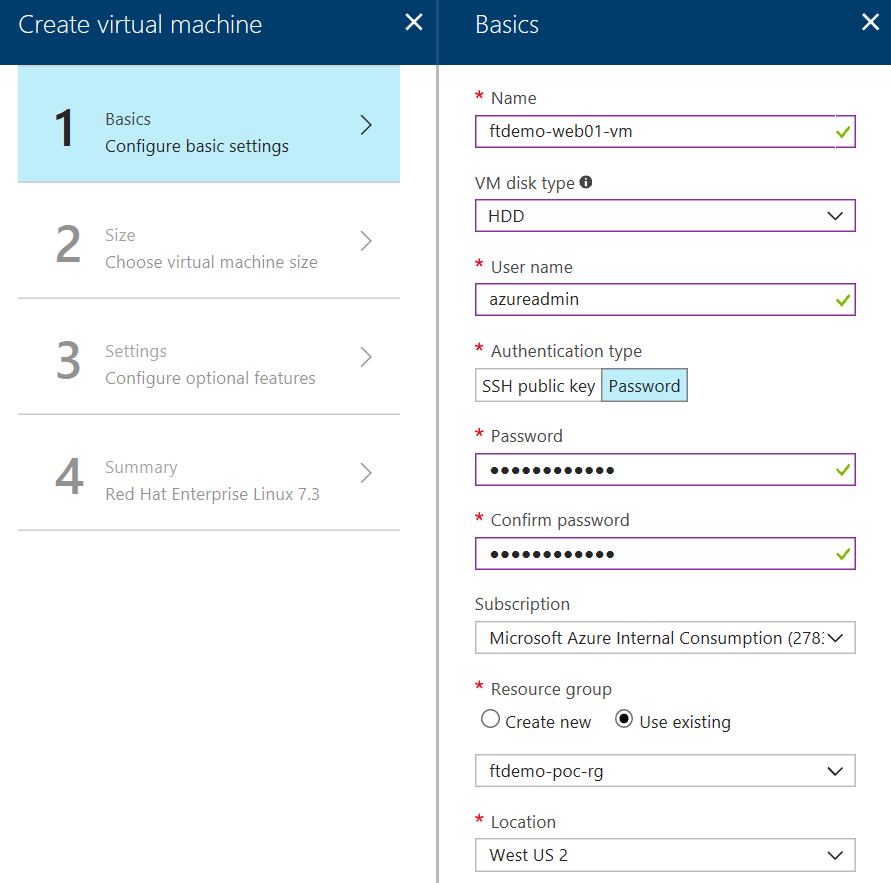 Create virtual machine
1
Basics
Configure basic settings
2
Size
Choose virtual machine size
3
Settings
Configure optional features
4
Summary
Red Hat Enterprise Linux 7.3
Basics
* Name
ftdemo-web01-vm
VM disk type
HDD
* User name
azureadmin
* Authentication type
SSH public key Password
* Password
●●●●●●●●●●●●
* Confirm password
●●●●●●●●●●●●
Subscription
Microsoft Azure Internal Consumption (278
* Resource group
Create new Use existing
ftdemo-poc-rg
* Location
West US 2